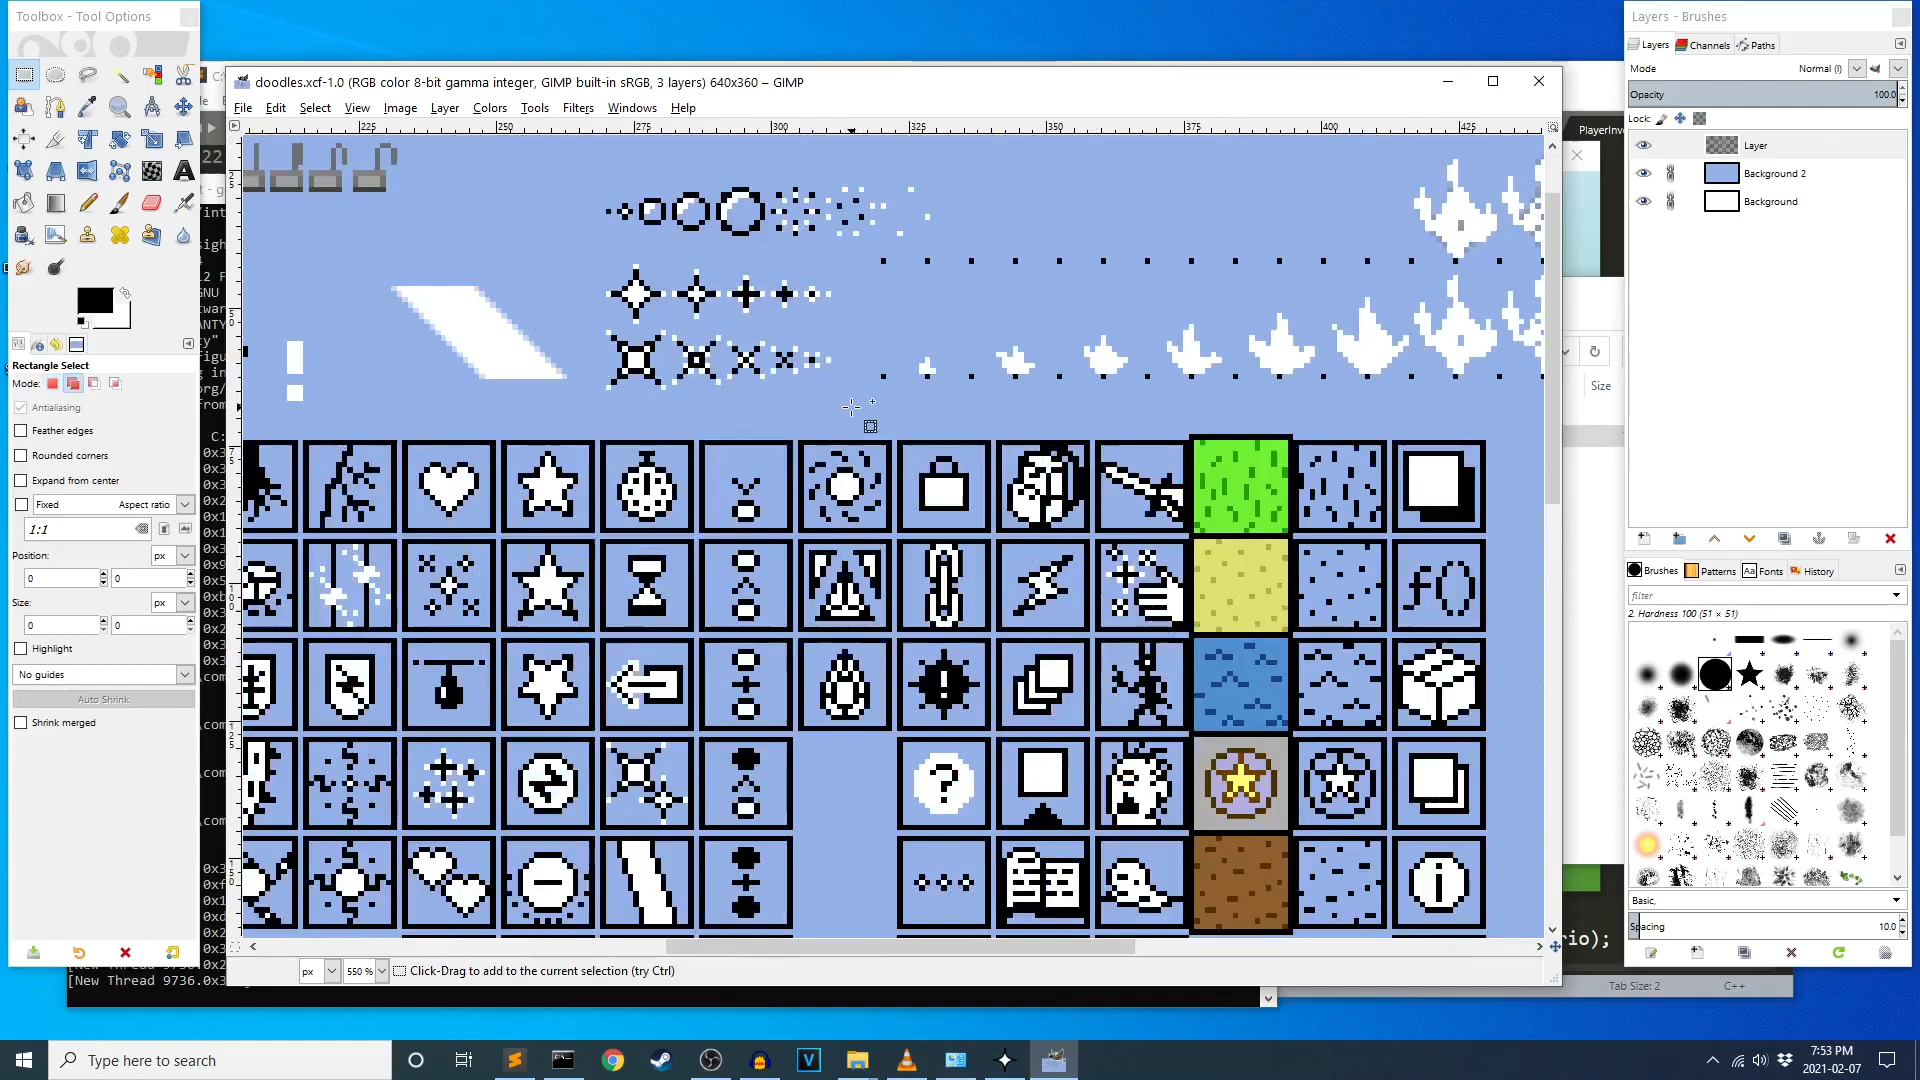 Toolbox - Tool Options
Layers - Brushes
doodles.xcf-1.0 (RGB color 8-bit gamma integer, GIMP built-in sRGB, 3 layers) 640x360 – GIMP
File Edit Select View Image Layer Colors Tools Filters Windows Help
225 250 275 300 325 350 375 400 425
Layers Channels Paths
Mode Normal (l)
Opacity 100.0
Lock:
Layer
Background 2
Background
PlayerInv
Size
Rectangle Select
Mode:
Antialiasing
Feather edges
Rounded corners
Expand from center
Fixed Aspect ratio
1:1
Position: px
0 0
Size: px
0 0
Highlight
No guides
Auto Shrink
Shrink merged
Brushes Patterns Fonts History
filter
2. Hardness 100 (51 × 51)
Basic,
Spacing 10.0
rio);
px 550 % Click-Drag to add to the current selection (try Ctrl)
[New Thread 9736.0x3
Tab Size: 2 C++
Type here to search
7:53 PM
2021-02-07